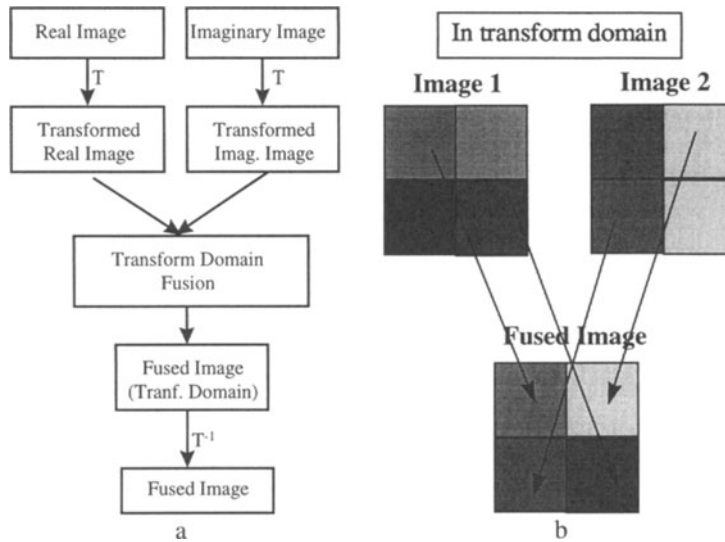 Real Image
Imaginary Image
T
T
Transformed
Real Image
Transformed
Imag. Image
Transform Domain
Fusion
Fused Image
(Tranf. Domain)
T-1
Fused Image
a
In transform domain
Image 1
Image 2
Fused Image
b